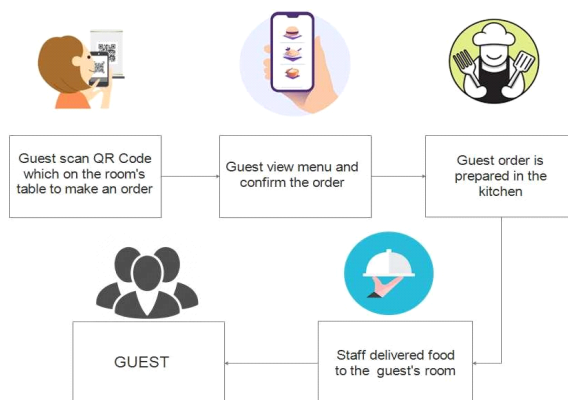 Guest scan QR Code
which on the room's
table to make an order
Guest view menu and
confirm the order
Guest order is
prepared in the
kitchen
GUEST
Staff delivered food
to the guest's room